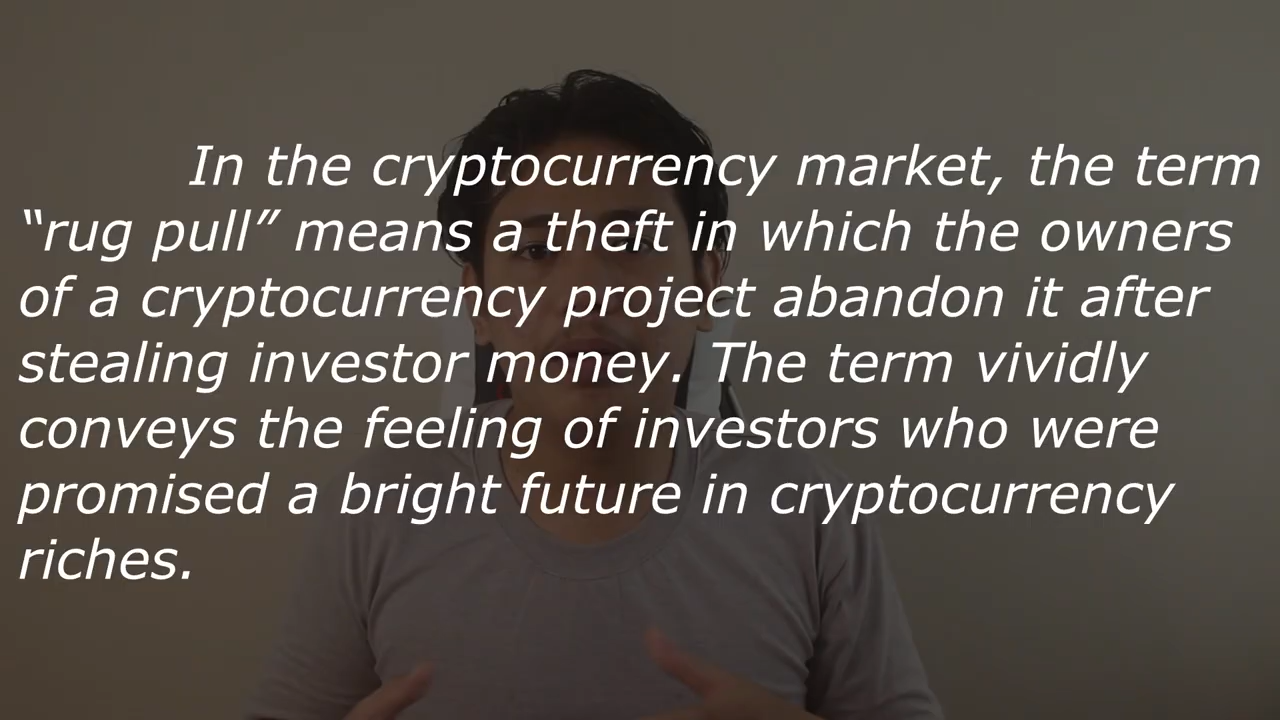 In the cryptocurrency market, the term
“rug pull” means a theft in which the owners
of a cryptocurrency project abandon it after
stealing investor money. The term vividly
conveys the feeling of investors who were
promised a bright future in cryptocurrency
riches.